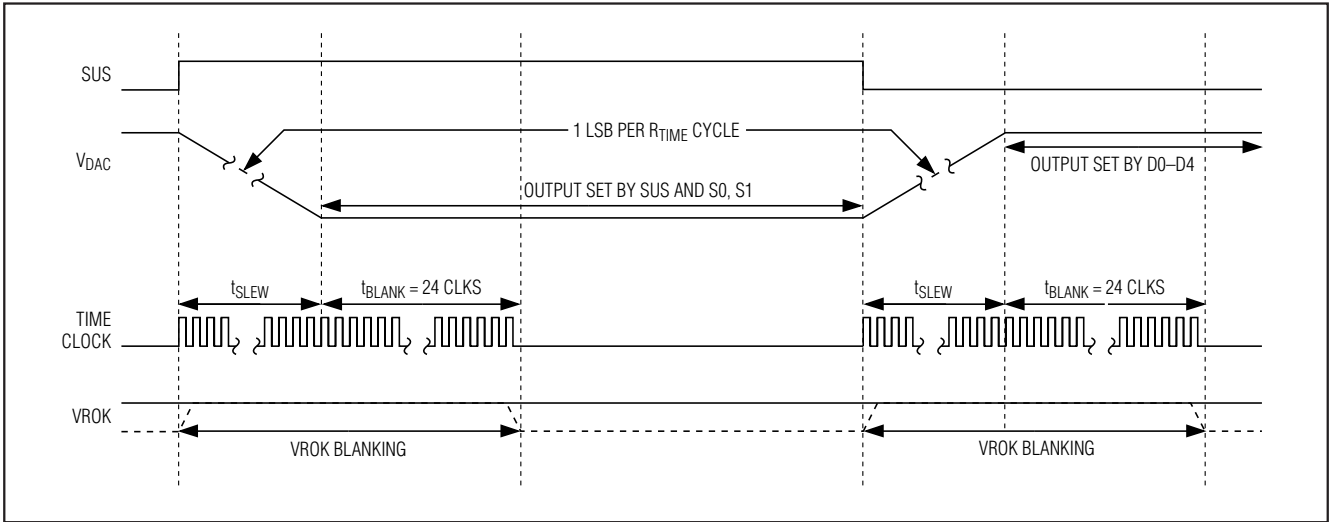 SUS
1 LSB PER RTIME CYCLE
VDAC
OUTPUT SET BY D0–D4
OUTPUT SET BY SUS AND S0, S1
tSLEW
tBLANK = 24 CLKS
tSLEW
tBLANK = 24 CLKS
TIME
CLOCK
VROK
VROK BLANKING
VROK BLANKING